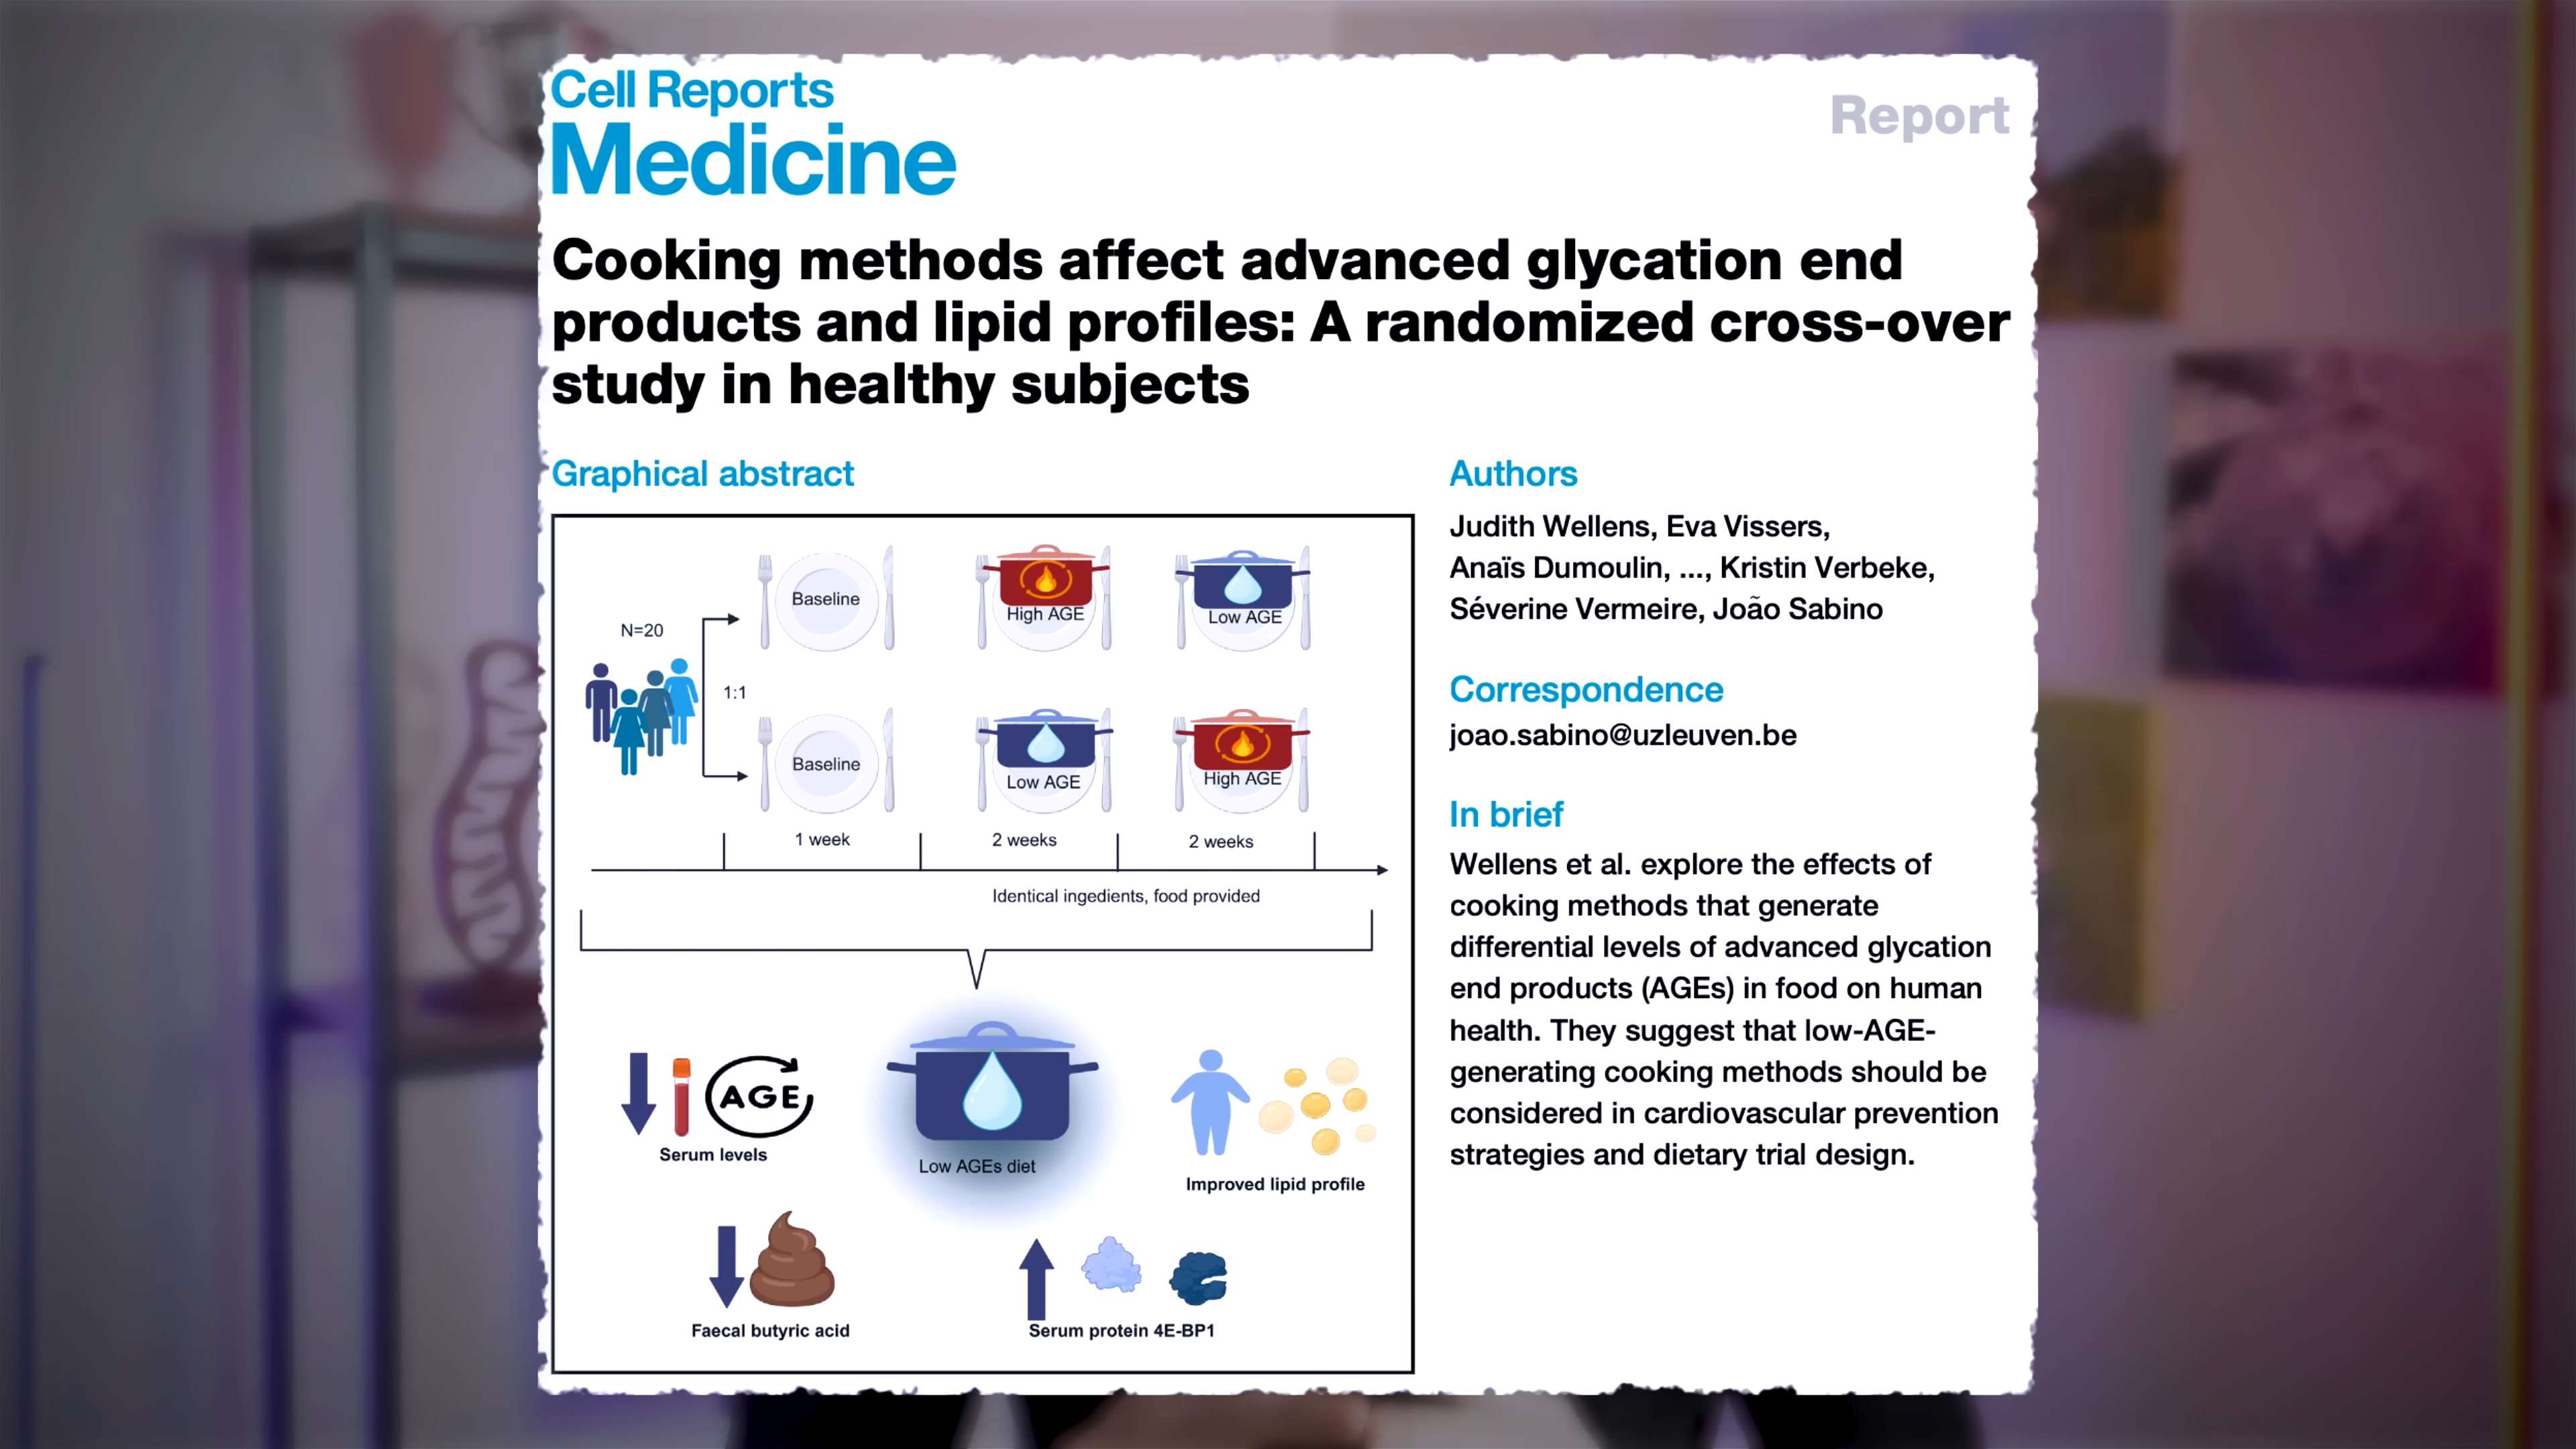 Cell Reports
Medicine
Report
Cooking methods affect advanced glycation end
products and lipid profiles: A randomized cross-over
study in healthy subjects
Graphical abstract
N=20
1:1
Baseline
High AGE
Low AGE
Baseline
Low AGE
High AGE
1 week
2 weeks
2 weeks
Identical ingedients, food provided
AGE
Serum levels
Low AGEs diet
Improved lipid profile
Faecal butyric acid
Serum protein 4E-BP1
Authors
Judith Wellens, Eva Vissers,
Anaïs Dumoulin, ..., Kristin Verbeke,
Séverine Vermeire, João Sabino
Correspondence
joao.sabino@uzleuven.be
In brief
Wellens et al. explore the effects of
cooking methods that generate
differential levels of advanced glycation
end products (AGEs) in food on human
health. They suggest that low-AGE-
generating cooking methods should be
considered in cardiovascular prevention
strategies and dietary trial design.